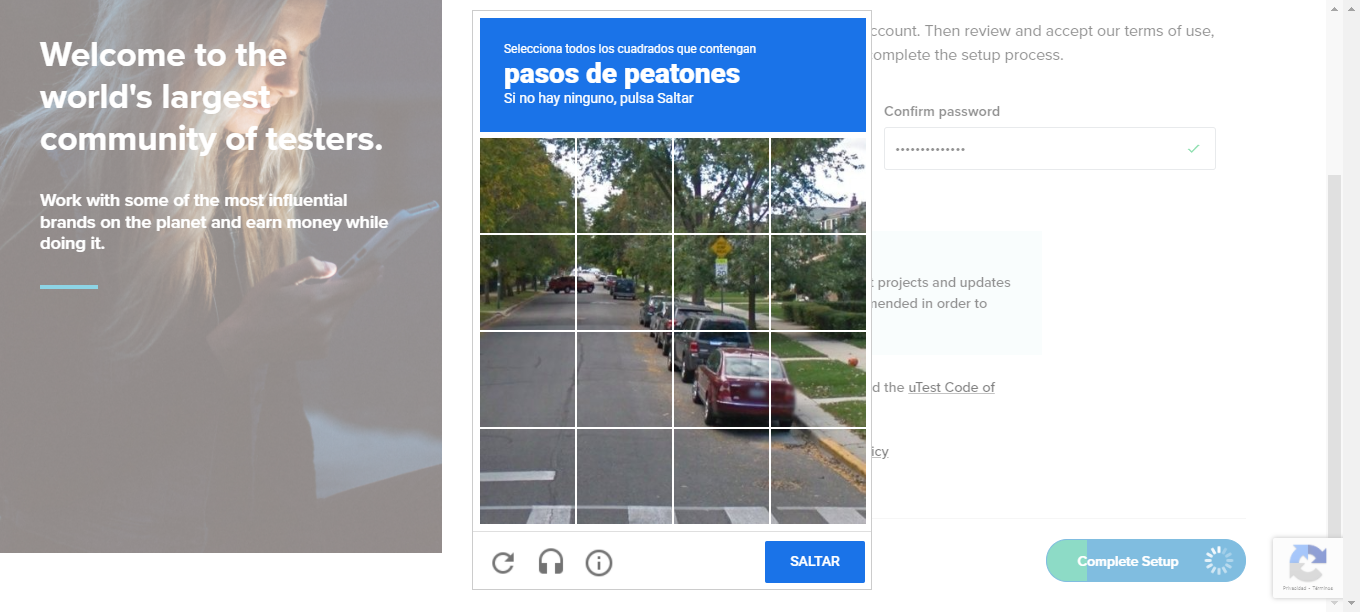 Welcome to the
world's largest
community of testers.
Work with some of the most influential
brands on the planet and earn money while
doing it.
Selecciona todos los cuadrados que contengan
pasos de peatones
Si no hay ninguno, pulsa Saltar
20
SALTAR
ccount. Then review and accept our terms of use,
omplete the setup process.
Confirm password
projects and updates
mended in order to
d the uTest Code of
icy
Complete Setup
Privacidad - Términos